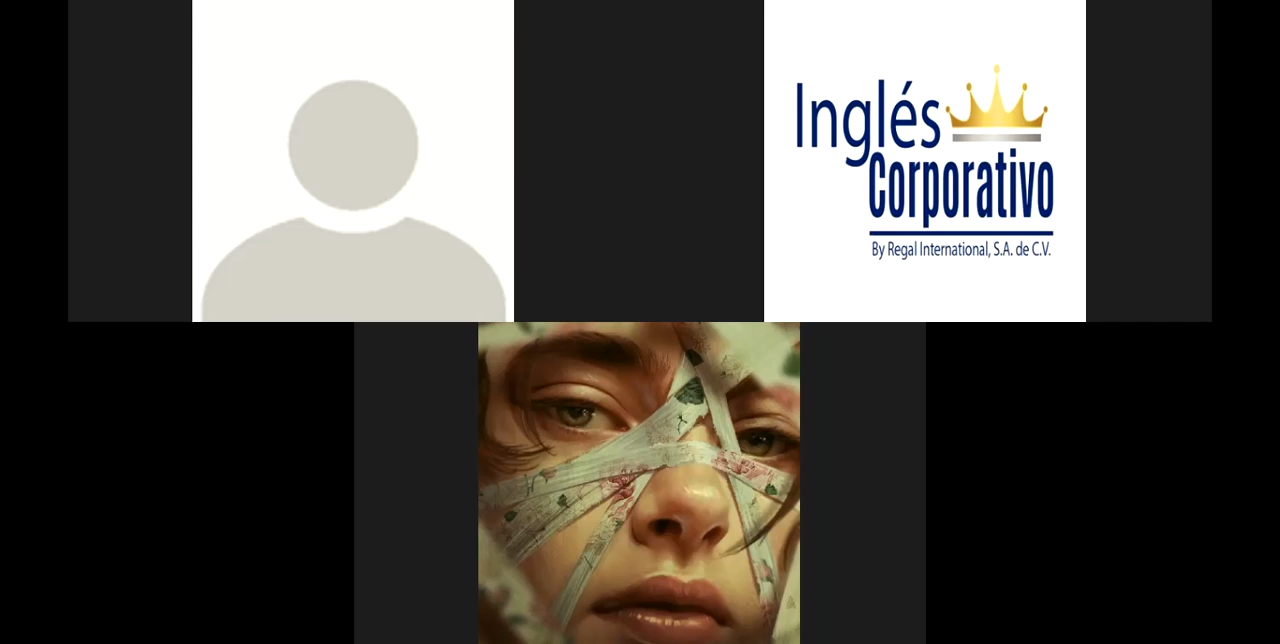 Inglés
Corporativo
By Regal International, S.A. de C.V.